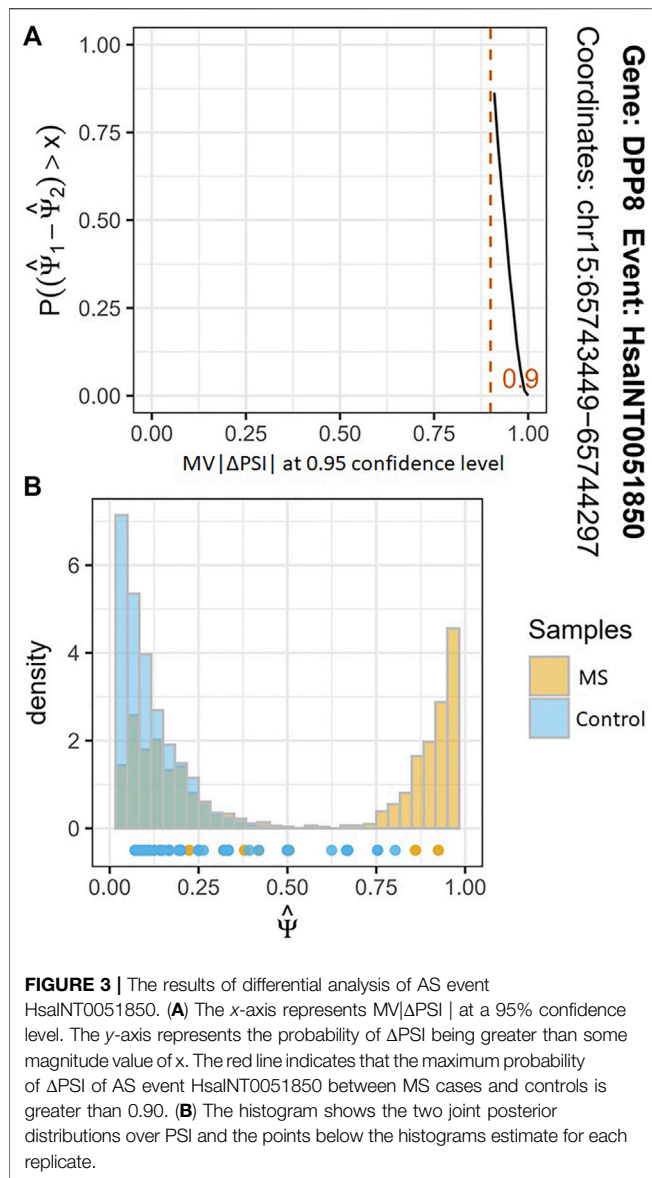 A
1.00
0.75
0.50
0.25
0.00
P((Ψ̂₁−Ψ̂₂) > x)
0.9
0.00 0.25 0.50 0.75 1.00
MV|ΔPSI| at 0.95 confidence level
Gene: DPP8 Event: HsaINT0051850
Coordinates: chr15:65743449−65744297
B
6
4
2
0
density
0.00 0.25 0.50 0.75 1.00
Ψ̂
Samples
MS
Control
FIGURE 3 | The results of differential analysis of AS event
HsaINT0051850. (A) The x-axis represents MV|ΔPSI | at a 95% confidence
level. The y-axis represents the probability of ΔPSI being greater than some
magnitude value of x. The red line indicates that the maximum probability
of ΔPSI of AS event HsaINT0051850 between MS cases and controls is
greater than 0.90. (B) The histogram shows the two joint posterior
distributions over PSI and the points below the histograms estimate for each
replicate.